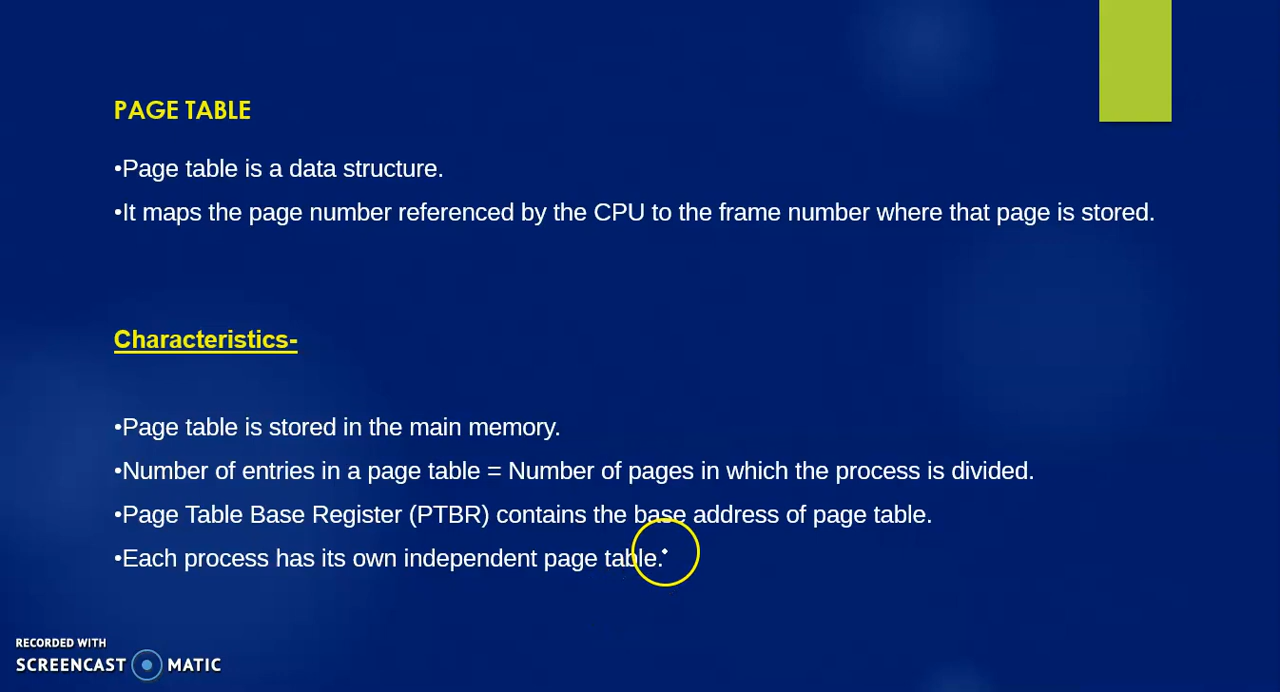 PAGE TABLE
•Page table is a data structure.
•It maps the page number referenced by the CPU to the frame number where that page is stored.
Characteristics-
•Page table is stored in the main memory.
•Number of entries in a page table = Number of pages in which the process is divided.
•Page Table Base Register (PTBR) contains the base address of page table.
•Each process has its own independent page table.
RECORDED WITH
SCREENCAST MATIC